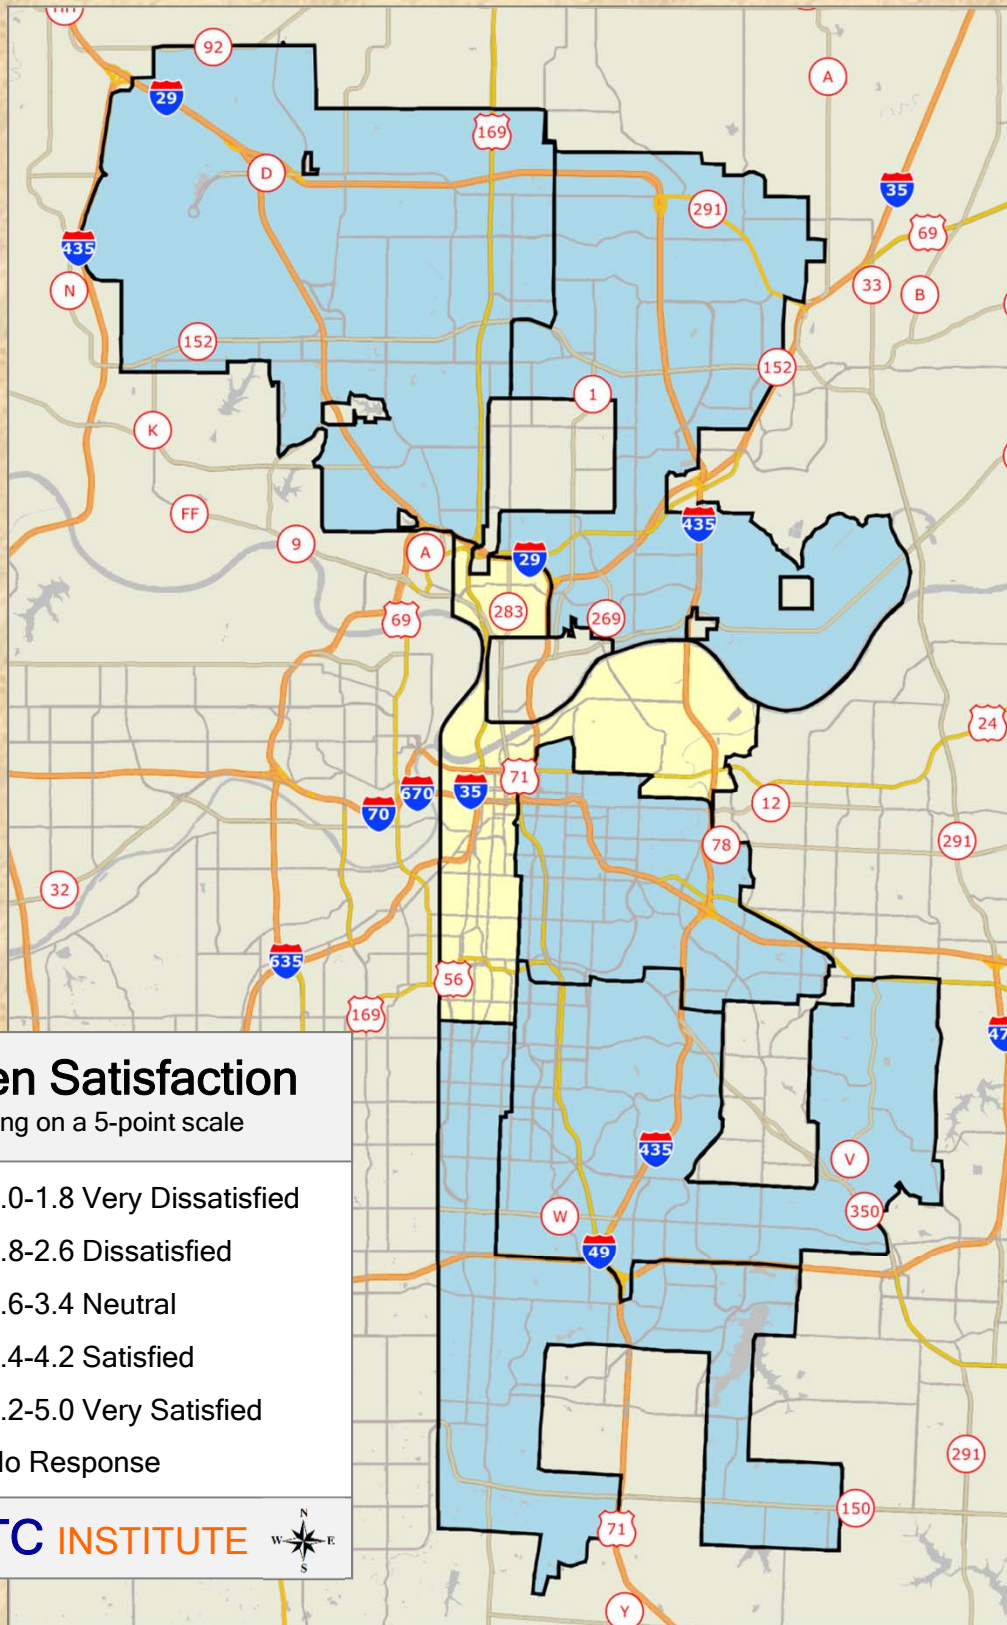 92
29
169
A
D
291
35
435
69
N
33
B
152
152
1
K
FF
435
9
A
29
283
269
69
24
71
670
35
70
12
78
291
32
635
56
169
en Satisfaction
ng on a 5-point scale
.0-1.8 Very Dissatisfied
.8-2.6 Dissatisfied
.6-3.4 Neutral
.4-4.2 Satisfied
.2-5.0 Very Satisfied
lo Response
TC INSTITUTE
N
W
E
S
47
435
V
350
W
49
291
150
71
Y